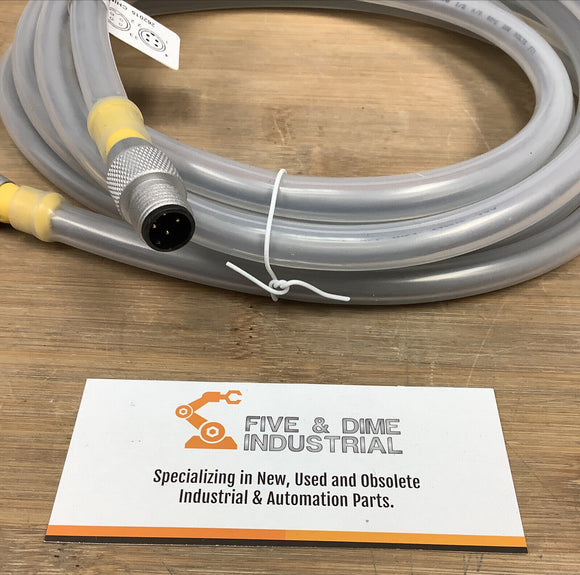 FIVE & DIME
INDUSTRIAL
Specializing in New, Used and Obsolete
Industrial & Automation Parts.